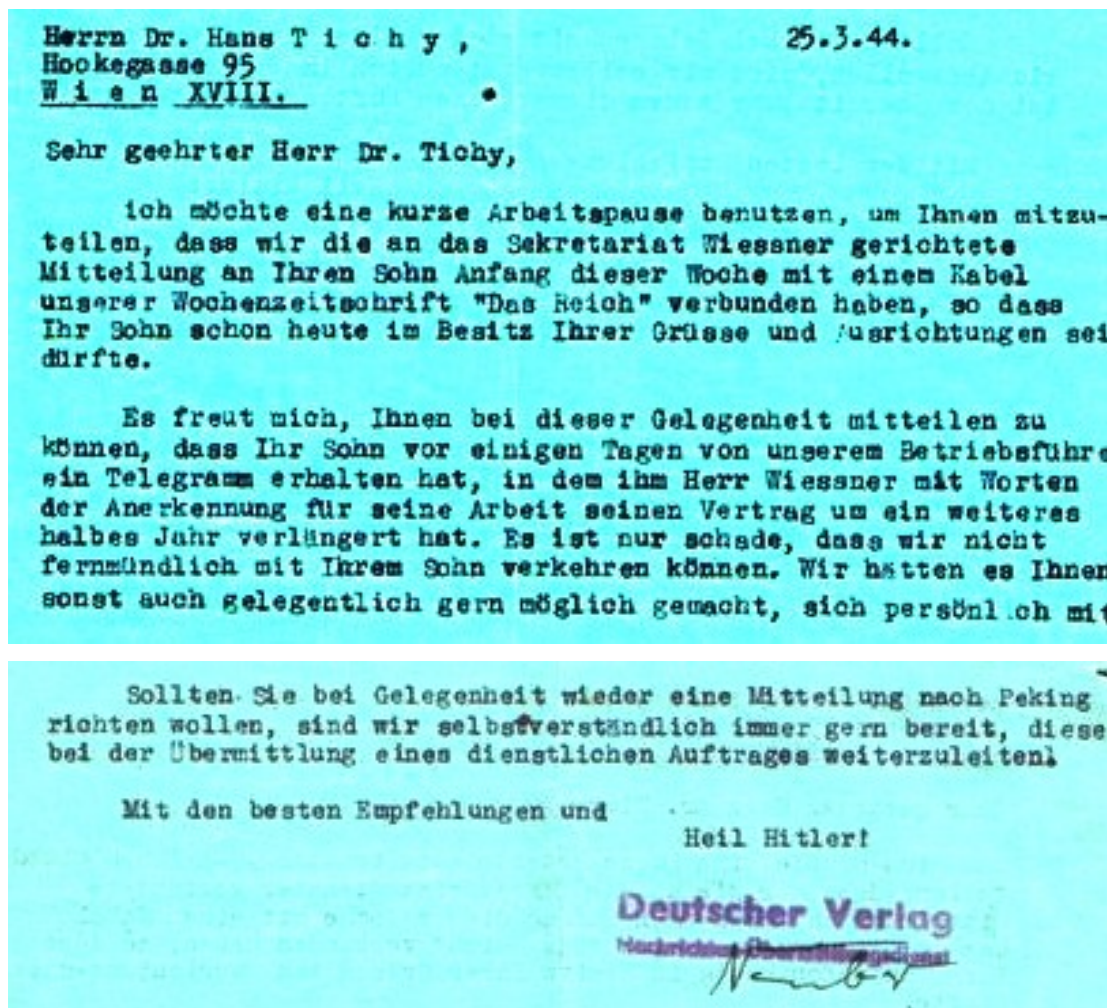 Herrn Dr. Hans T i c h y ,
25.3.44.
Hockegasse 95
W i e n XVIII.
Sehr geehrter Herr Dr. Tichy,
ich möchte eine kurze Arbeitspause benutzen, um Ihnen mitzu-
teilen, dass wir die an das Sekretariat Wiessner gerichtete
Mitteilung an Ihren Sohn Anfang dieser Woche mit einem Kabel
unserer Wochenzeitschrift "Das Reich" verbunden haben, so dass
Ihr Sohn schon heute im Besitz Ihrer Grüsse und Ausrichtungen sei
dürfte.
Es freut mich, Ihnen bei dieser Gelegenheit mitteilen zu
können, dass Ihr Sohn vor einigen Tagen von unserem Betriebsführe
ein Telegramm erhalten hat, in dem ihm Herr Wiessner mit Worten
der Anerkennung für seine Arbeit seinen Vertrag um ein weiteres
halbes Jahr verlängert hat. Es ist nur schade, dass wir nicht
fernmündlich mit Ihrem Sohn verkehren können. Wir hätten es Ihnen
sonst auch gelegentlich gern möglich gemacht, sich persönlich mit
Sollten Sie bei Gelegenheit wieder eine Mitteilung nach Peking
richten wollen, sind wir selbstverständlich immer gern bereit, diese
bei der Übermittlung eines dienstlichen Auftrages weiterzuleiten.
Mit den besten Empfehlungen und
Heil Hitler!
Deutscher Verlag